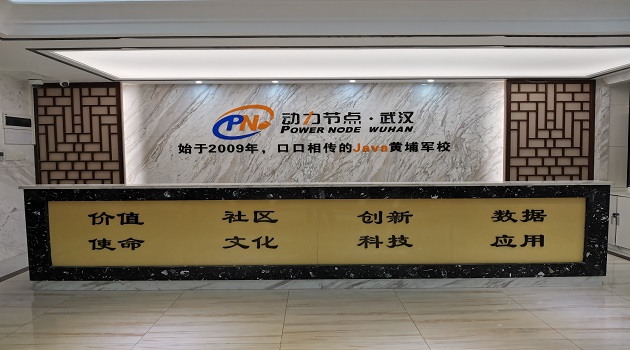 PN
动力节点·武汉
POWER NODE WUHAN
始于2009年，口口相传的Java黄埔军校
价值 社区 创新 数据
使命 文化 科技 应用